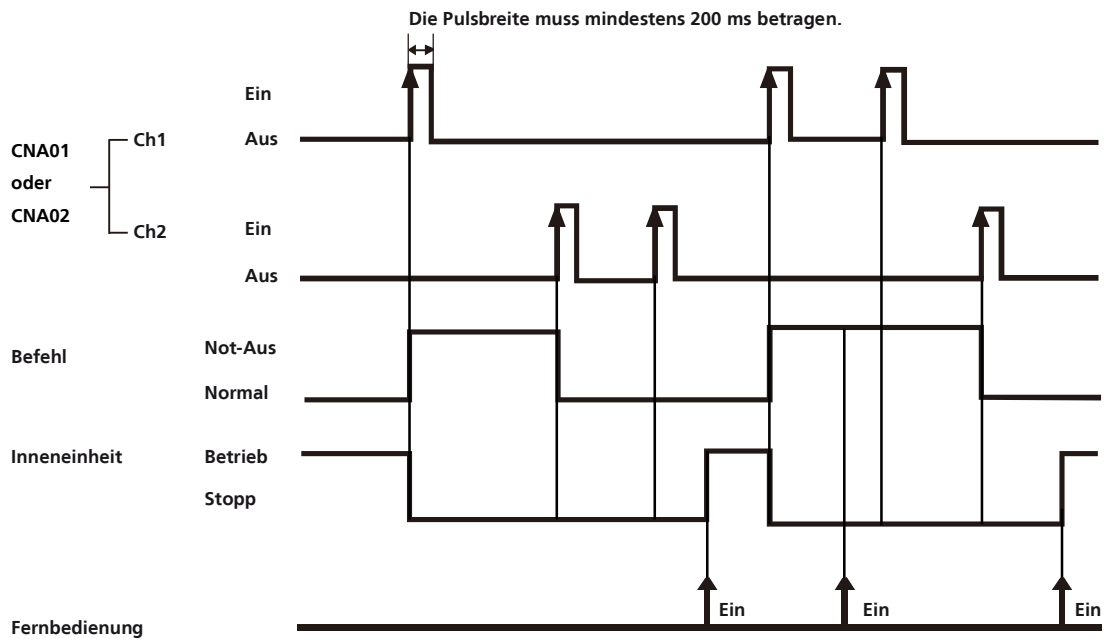 Die Pulsbreite muss mindestens 200 ms betragen.
Ein
Aus
CNA01
oder
CNA02
Ch1
Ch2
Ein
Aus
Befehl
Not-Aus
Normal
Inneneinheit
Betrieb
Stopp
Ein
Ein
Ein
Fernbedienung